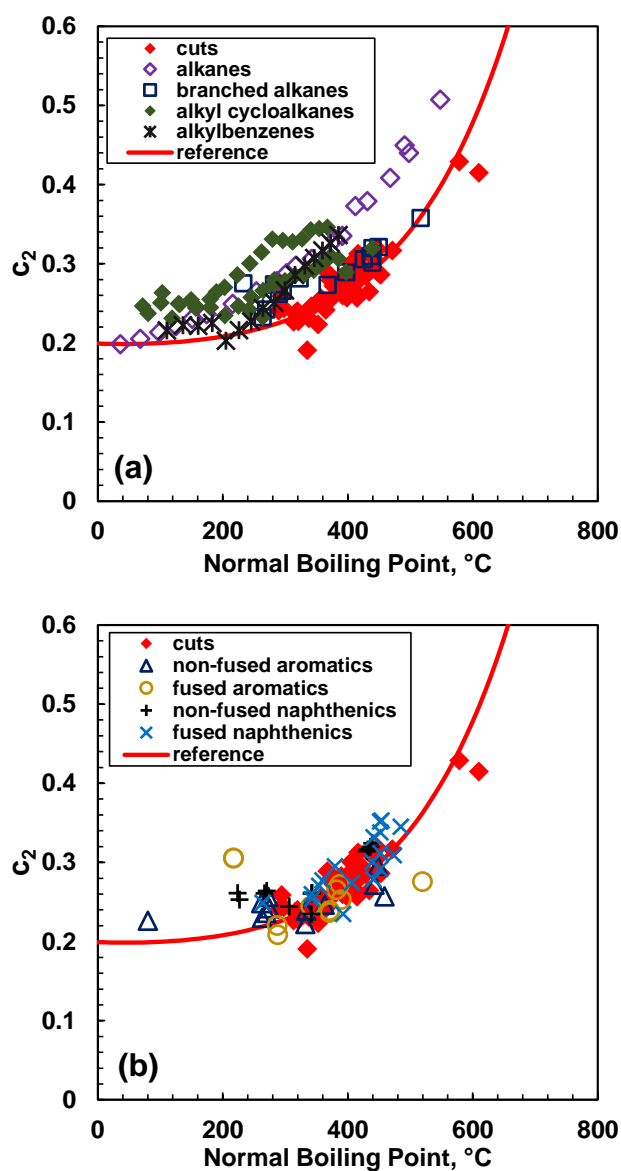 0.6
cuts
alkanes
0.5
branched alkanes
alkyl cycloalkanes
alkylbenzenes
0.4
reference
c2
0.3
0.2
0.1
(a)
0
0 200 400 600 800
Normal Boiling Point, °C
0.6
cuts
non-fused aromatics
0.5
fused aromatics
non-fused naphthenics
fused naphthenics
0.4
reference
c2
0.3
0.2
0.1
(b)
0
0 200 400 600 800
Normal Boiling Point, °C